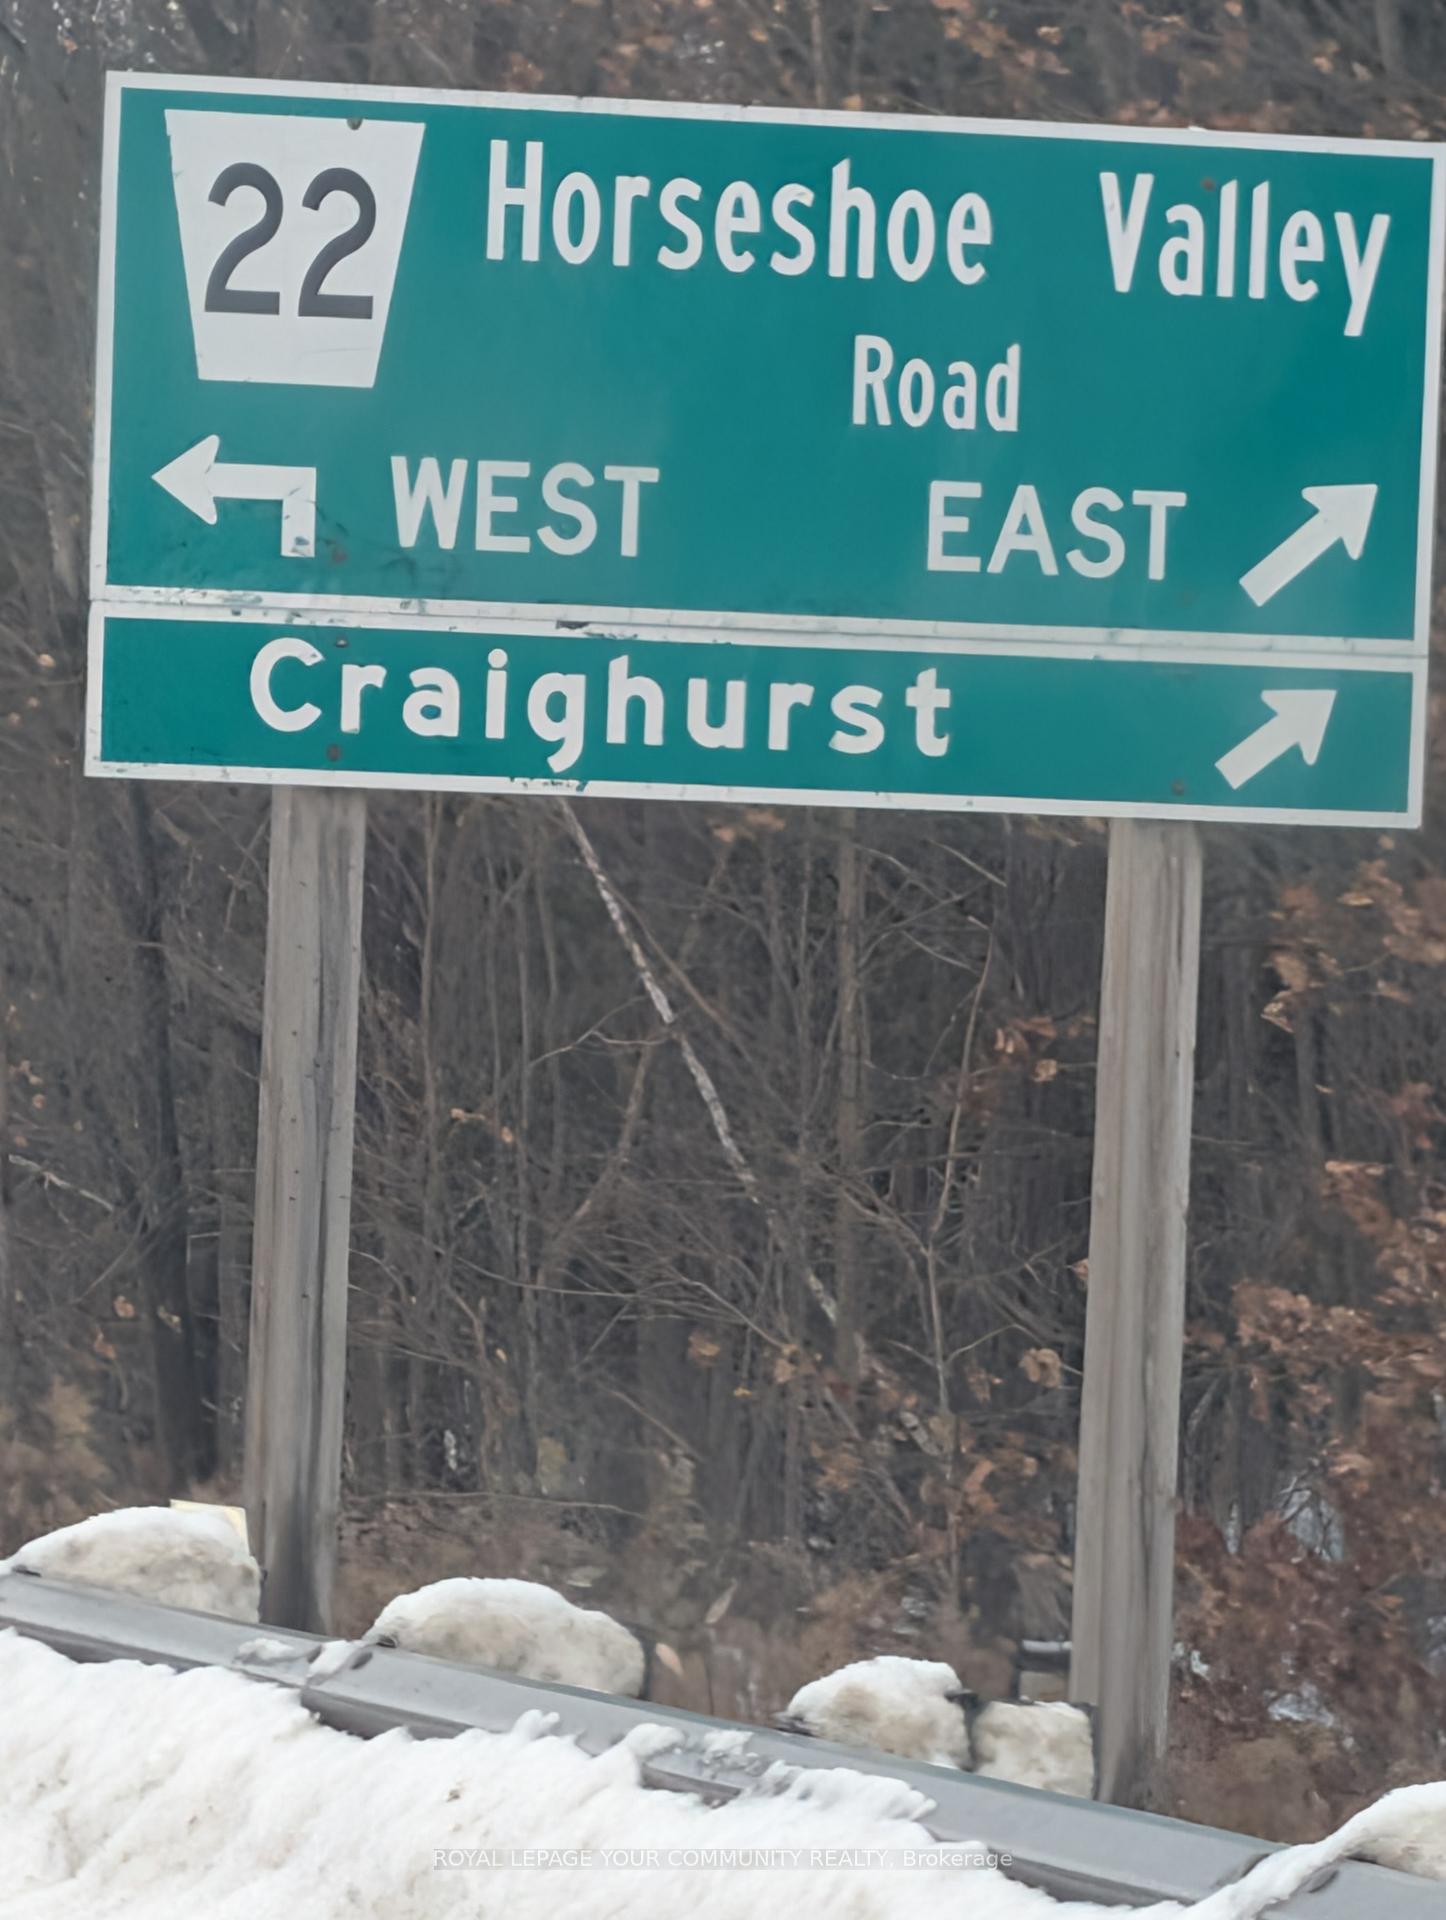 22 Horseshoe Valley
Road
WEST EAST
Craighurst
ROYAL LEPAGE YOUR COMMUNITY REALTY, Brokerage